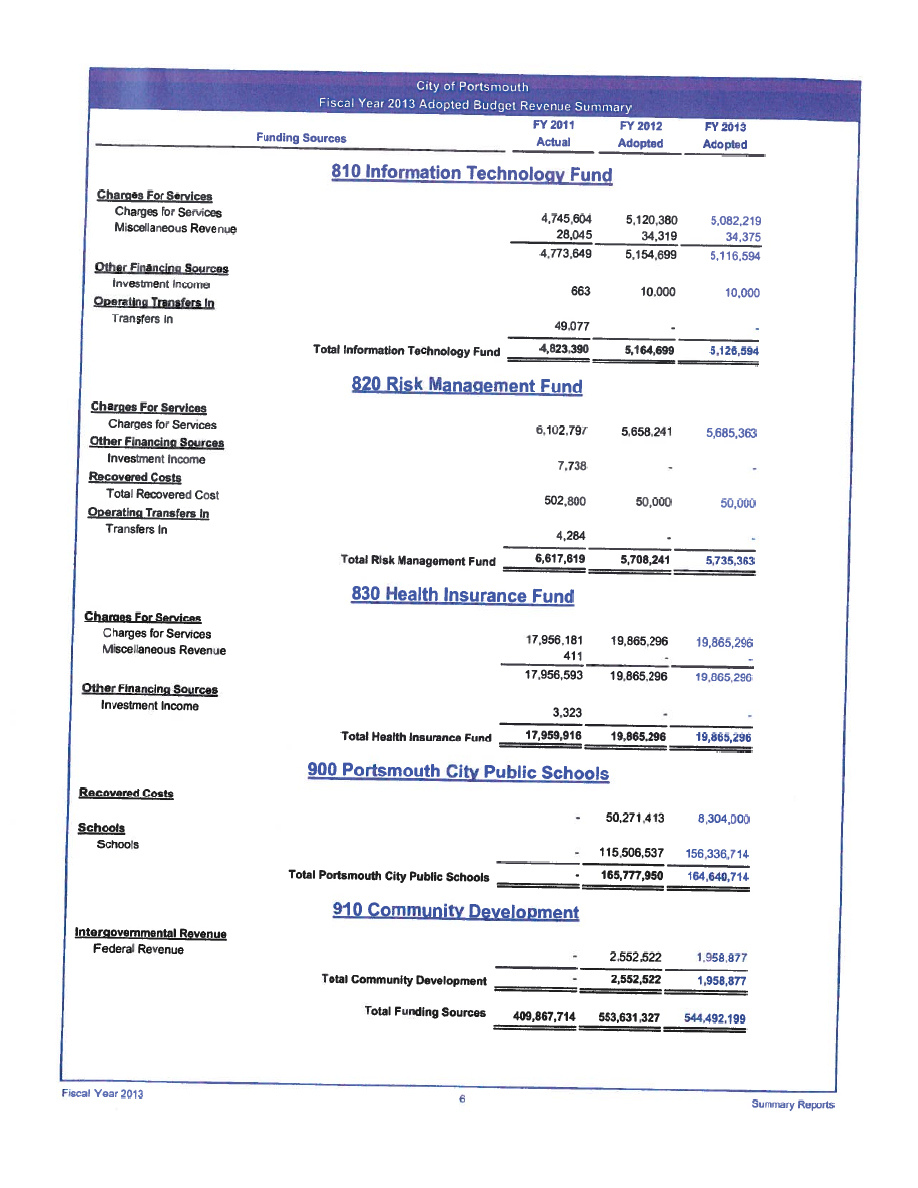 City of Portsmouth
Fiscal Year 2013 Adopted Budget Revenue Summary
Funding Sources FY 2011 Actual FY 2012 Adopted FY 2013 Adopted
810 Information Technology Fund
Charges For Services
Charges for Services 4,745,604 5,120,380 5,082,219
Miscellaneous Revenue 28,045 34,319 34,375
4,773,649 5,154,699 5,116,594
Other Financing Sources
Investment Income 663 10,000 10,000
Operating Transfers In
Transfers In 49,077 - -
Total Information Technology Fund 4,823,390 5,164,699 5,126,594
820 Risk Management Fund
Charges For Services
Charges for Services 6,102,797 5,658,241 5,685,363
Other Financing Sources
Investment Income 7,738 - -
Recovered Costs
Total Recovered Cost 502,800 50,000 50,000
Operating Transfers In
Transfers In 4,284 - -
Total Risk Management Fund 6,617,619 5,708,241 5,735,363
830 Health Insurance Fund
Charges For Services
Charges for Services 17,956,181 19,865,296 19,865,296
Miscellaneous Revenue 411 - -
17,956,593 19,865,296 19,865,296
Other Financing Sources
Investment Income 3,323 - -
Total Health Insurance Fund 17,959,916 19,865,296 19,865,296
900 Portsmouth City Public Schools
Recovered Costs
- 50,271,413 8,304,000
Schools
Schools - 115,506,537 156,336,714
Total Portsmouth City Public Schools - 165,777,950 164,640,714
910 Community Development
Intergovernmental Revenue
Federal Revenue - 2,552,522 1,958,877
Total Community Development - 2,552,522 1,958,877
Total Funding Sources 409,867,714 553,631,327 544,492,199
Fiscal Year 2013 6 Summary Reports